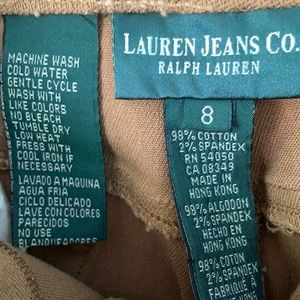 MACHINE WASH
COLD WATER
GENTLE CYCLE
WASH WITH
LIKE COLORS
NO BLEACH
TUMBLE DRY
LOW HEAT
PRESS WITH
COOL IRON IF
NECESSARY
LAVADO A MAQUINA
AGUA FRIA
CICLO DELICADO
LAVE CON COLORES
PARECIDOS
NO USE
BLANQUEADORES
LAUREN JEANS CO.
RALPH LAUREN
8
98% COTTON
2% SPANDEX
RN 54050
CA 08349
MADE IN
HONG KONG
98% ALGODON
2% SPANDEX
HECHO EN
HONG KONG
98% COTON
2% SPANDEX
FABRIQUE A